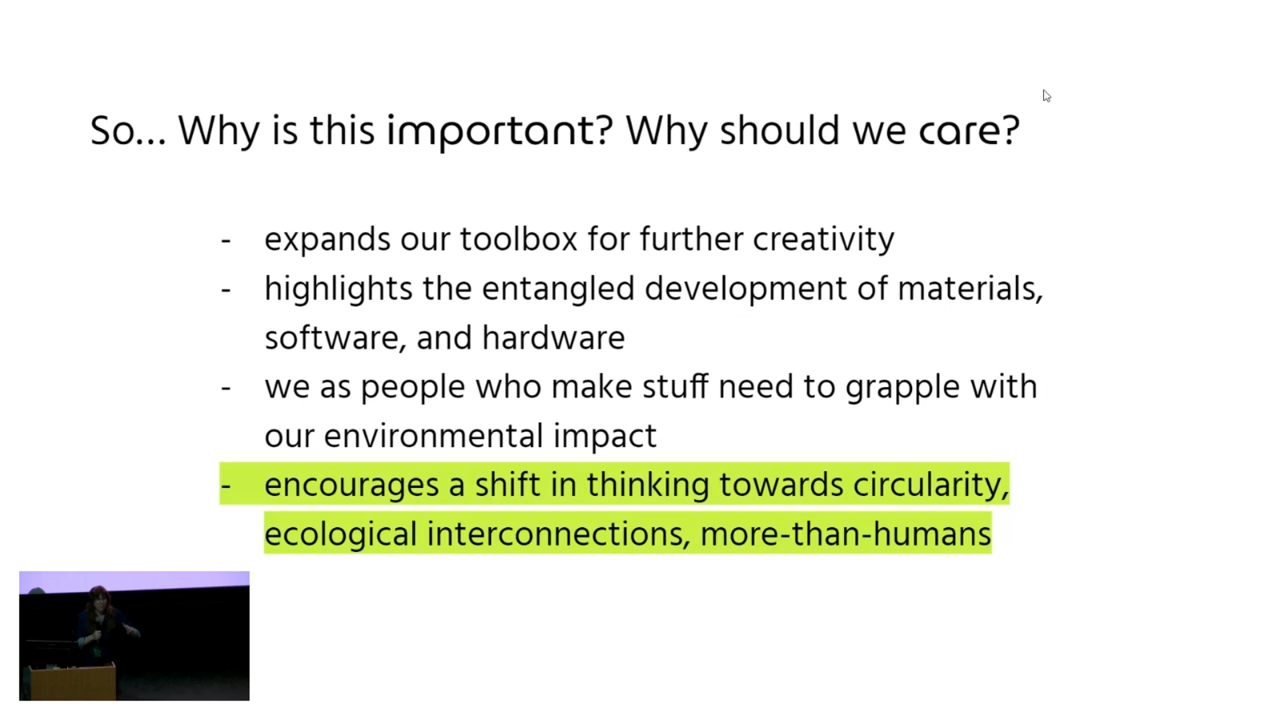 So... Why is this important? Why should we care?
- expands our toolbox for further creativity
- highlights the entangled development of materials,
software, and hardware
- we as people who make stuff need to grapple with
our environmental impact
- encourages a shift in thinking towards circularity,
ecological interconnections, more-than-humans